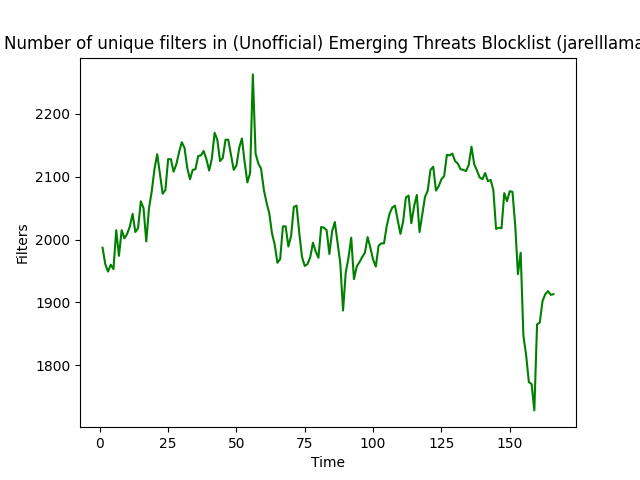 Number of unique filters in (Unofficial) Emerging Threats Blocklist (jarelllama
2200
2100
2000
1900
1800
Filters
0 25 50 75 100 125 150
Time